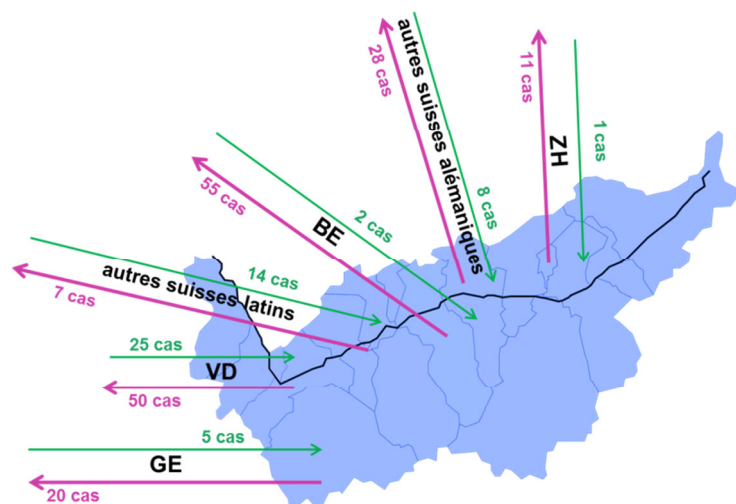 28 cas
autres suisses alémaniques
8 cas
11 cas
ZH
1 cas
55 cas
BE
2 cas
14 cas
autres suisses latins
7 cas
25 cas
VD
50 cas
5 cas
GE
20 cas